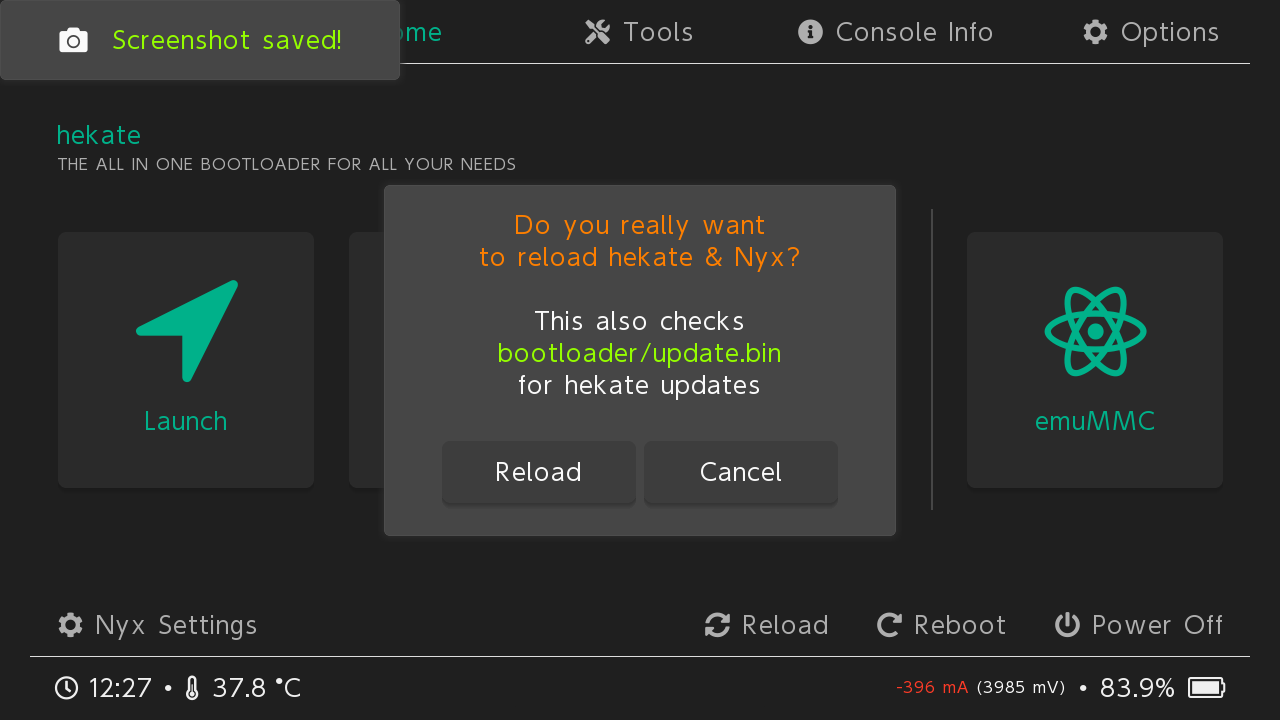 Screenshot saved!
ome
Tools
Console Info
Options
hekate
THE ALL IN ONE BOOTLOADER FOR ALL YOUR NEEDS
Do you really want
to reload hekate & Nyx?
This also checks
bootloader/update.bin
for hekate updates
Reload
Cancel
Launch
emuMMC
Nyx Settings
Reload
Reboot
Power Off
12:27 • 37.8 °C
-396 mA (3985 mV) • 83.9%